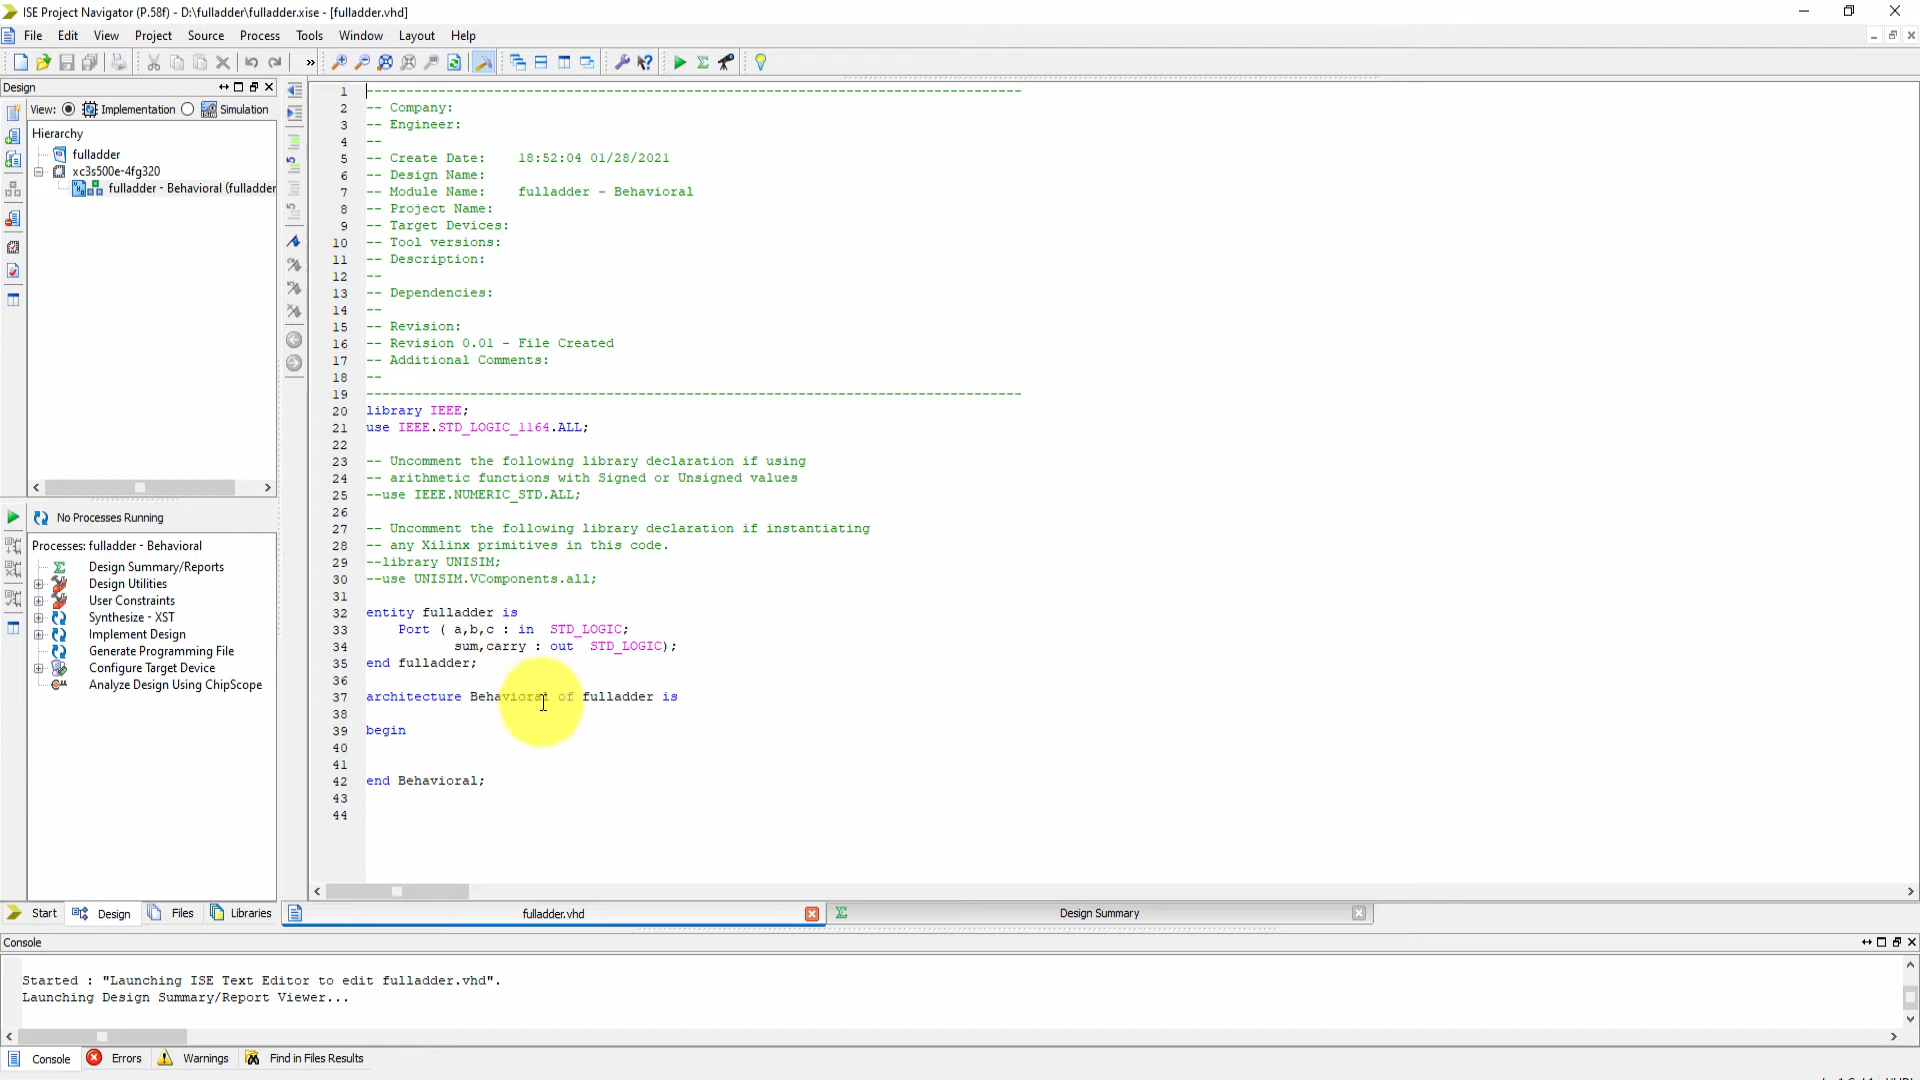 ISE Project Navigator (P.58f) - D:\fulladder\fulladder.xise - [fulladder.vhd]
File Edit View Project Source Process Tools Window Layout Help
Design
View: Implementation Simulation
Hierarchy
fulladder
xc3s500e-4fg320
fulladder - Behavioral (fulladder
No Processes Running
Processes: fulladder - Behavioral
Design Summary/Reports
Design Utilities
User Constraints
Synthesize - XST
Implement Design
Generate Programming File
Configure Target Device
Analyze Design Using ChipScope
Start Design Files Libraries
1 ----------------------------------------------------------------------------------
2 -- Company:
3 -- Engineer:
4 --
5 -- Create Date:    18:52:04 01/28/2021
6 -- Design Name:
7 -- Module Name:    fulladder - Behavioral
8 -- Project Name:
9 -- Target Devices:
10 -- Tool versions:
11 -- Description:
12 --
13 -- Dependencies:
14 --
15 -- Revision:
16 -- Revision 0.01 - File Created
17 -- Additional Comments:
18 --
19 ----------------------------------------------------------------------------------
20 library IEEE;
21 use IEEE.STD_LOGIC_1164.ALL;
22
23 -- Uncomment the following library declaration if using
24 -- arithmetic functions with Signed or Unsigned values
25 --use IEEE.NUMERIC_STD.ALL;
26
27 -- Uncomment the following library declaration if instantiating
28 -- any Xilinx primitives in this code.
29 --library UNISIM;
30 --use UNISIM.VComponents.all;
31
32 entity fulladder is
33     Port ( a,b,c : in  STD_LOGIC;
34            sum,carry : out  STD_LOGIC);
35 end fulladder;
36
37 architecture Behavioral of fulladder is
38
39 begin
40
41
42 end Behavioral;
43
44
fulladder.vhd Design Summary
Console
Started : "Launching ISE Text Editor to edit fulladder.vhd".
Launching Design Summary/Report Viewer...
Console Errors Warnings Find in Files Results